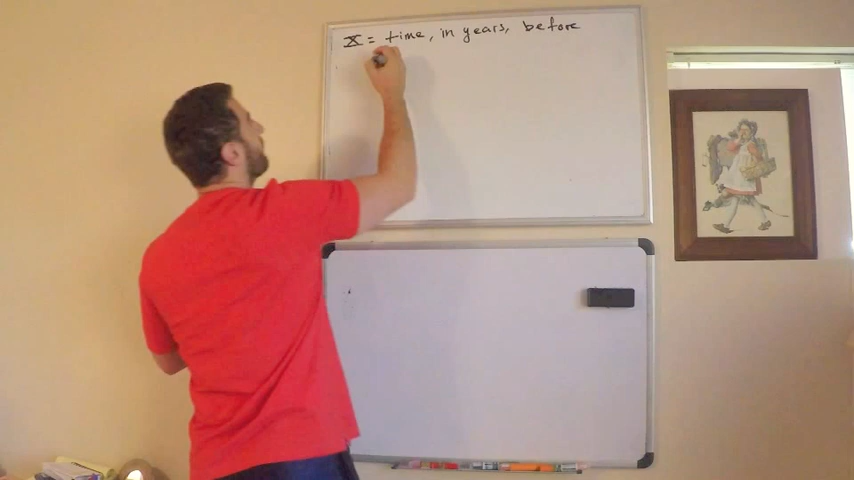 X = time, in years, before